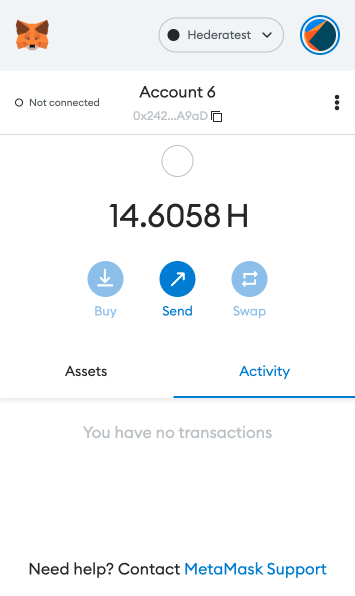 Hederatest
Not connected
Account 6
0x242...A9aD
14.6058 H
Buy
Send
Swap
Assets
Activity
You have no transactions
Need help? Contact MetaMask Support